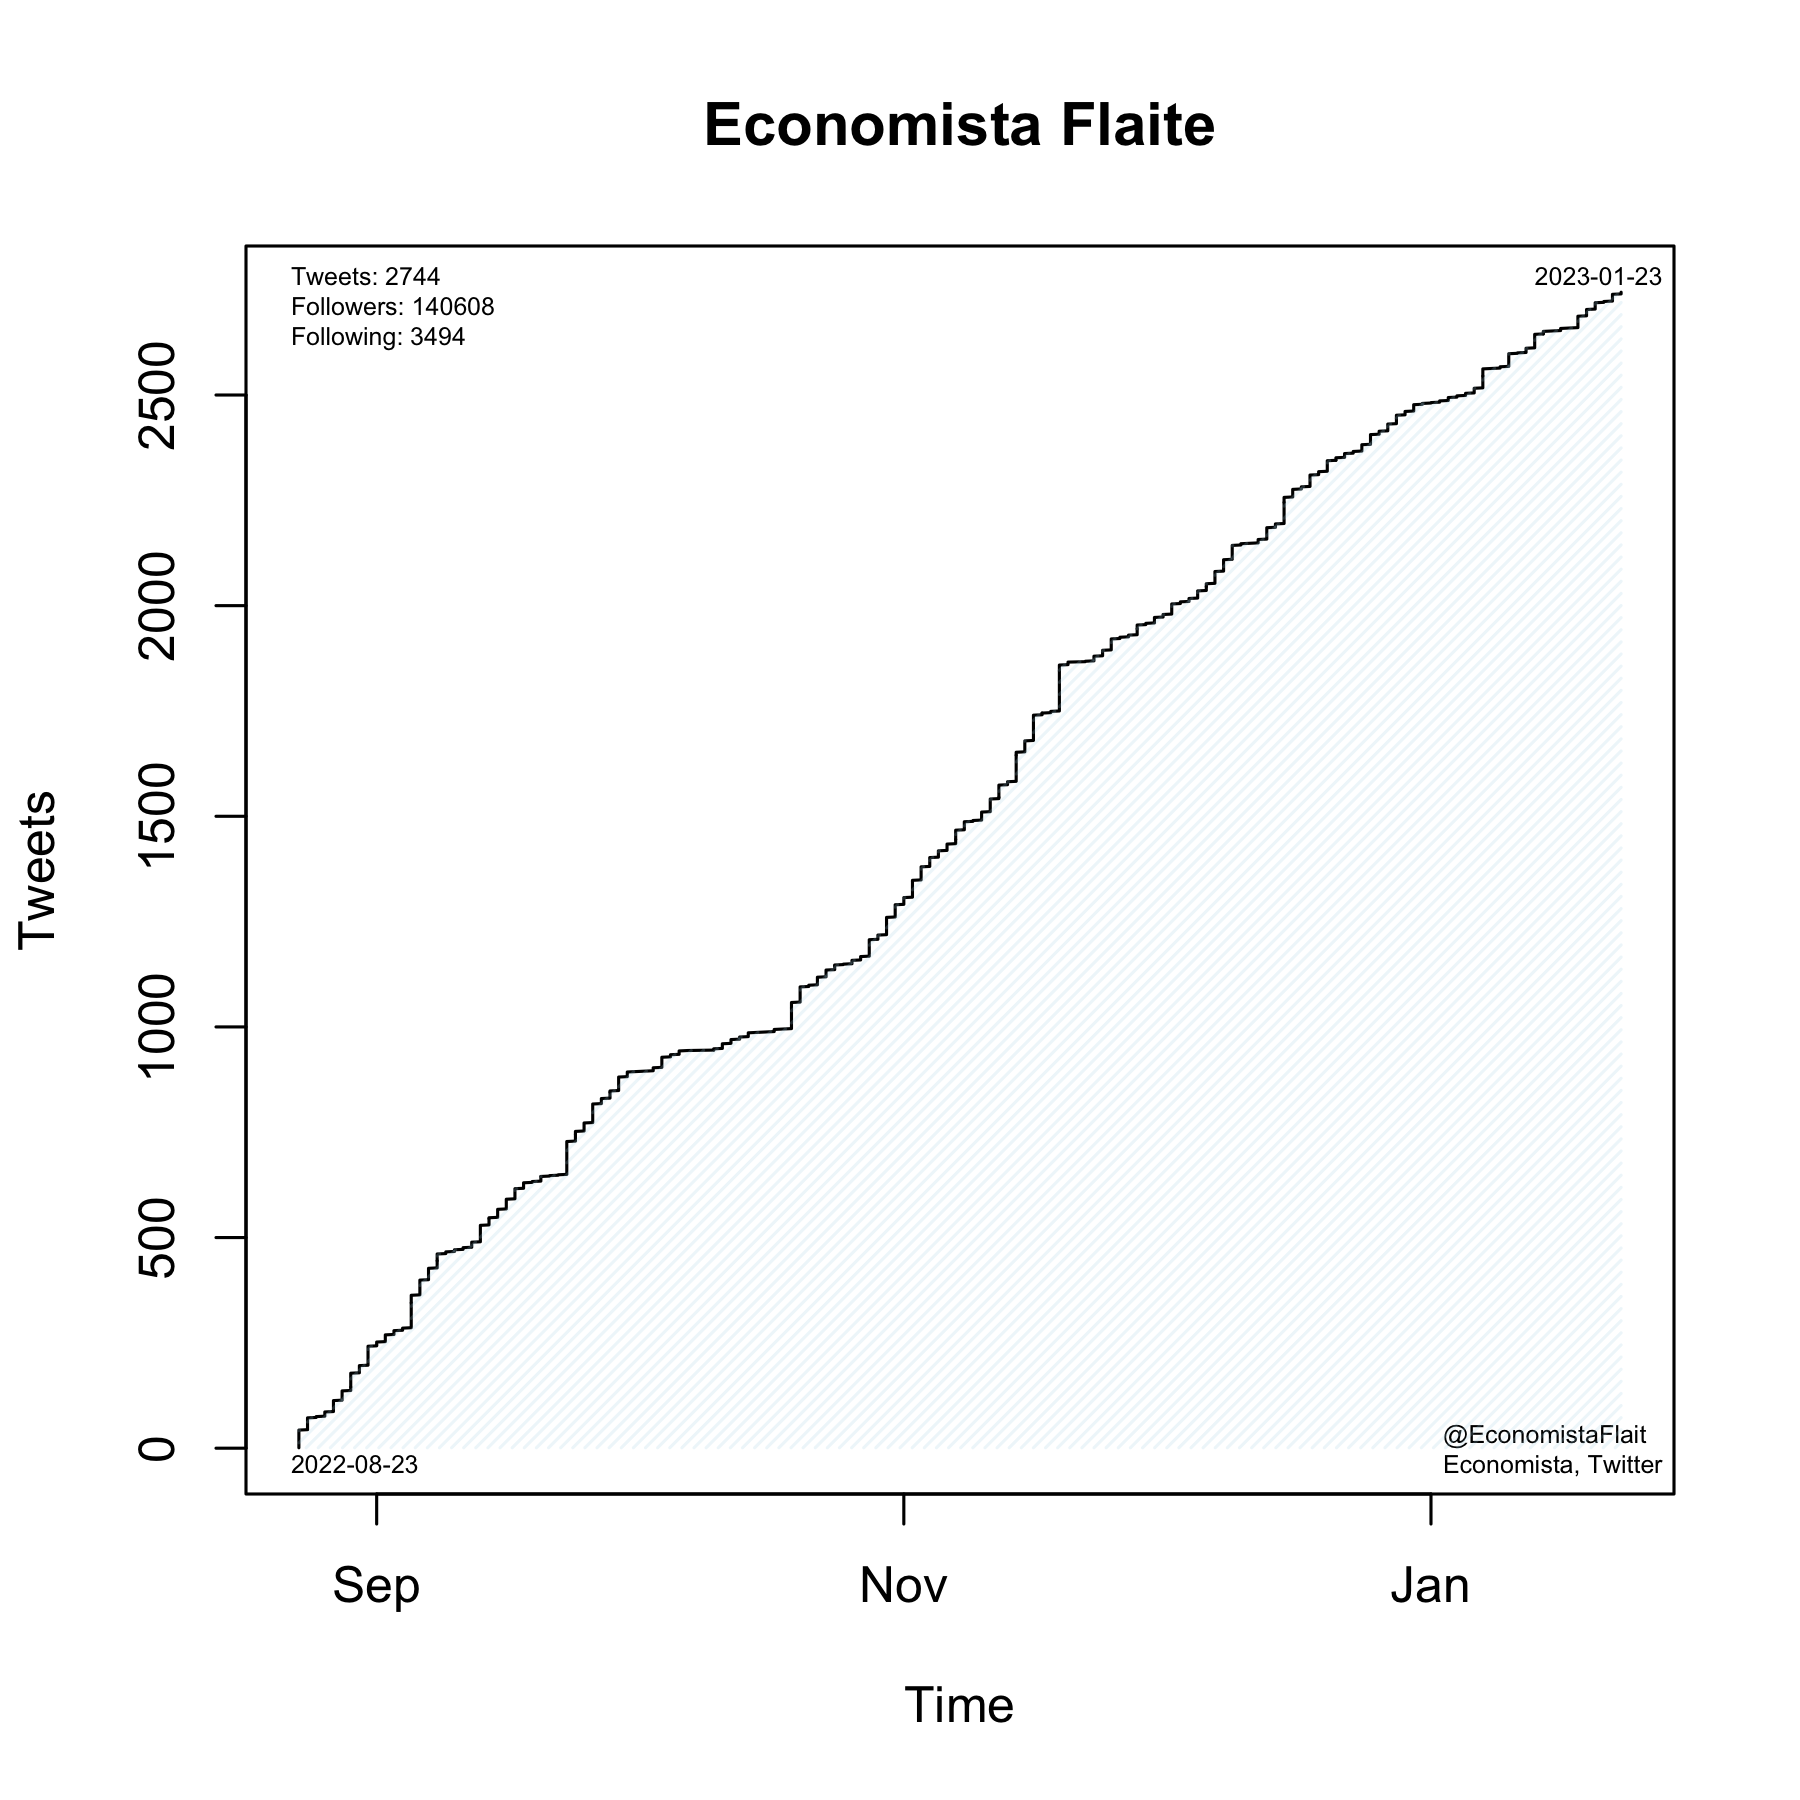 Economista Flaite
Tweets: 2744
Followers: 140608
Following: 3494
2023-01-23
2500
2000
1500
1000
500
0
Tweets
2022-08-23
@EconomistaFlait
Economista, Twitter
Sep
Nov
Jan
Time